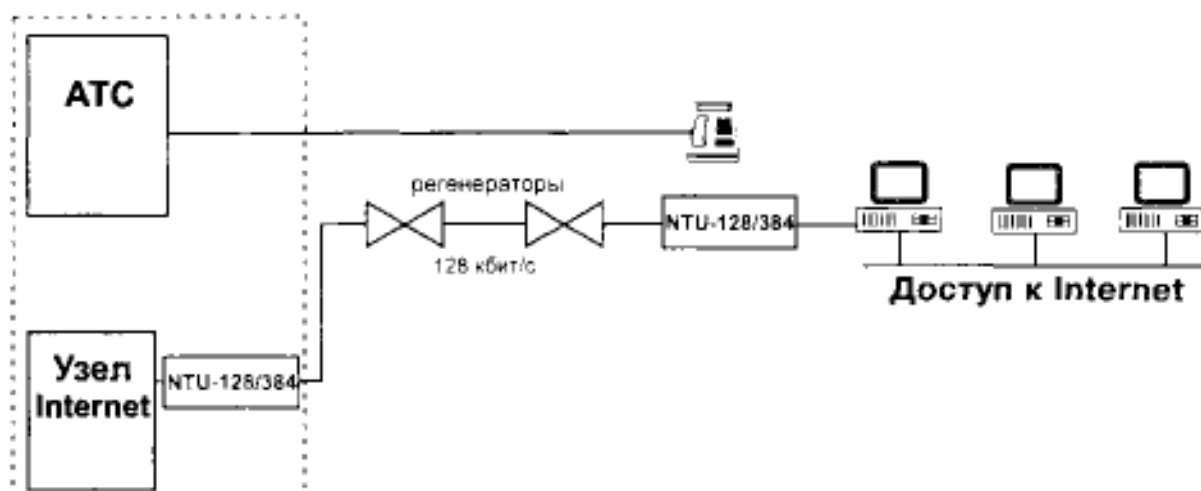 АТС
регенераторы
NTU-128/384
128 кбит/с
Доступ к Internet
Узел
Internet
NTU-128/384